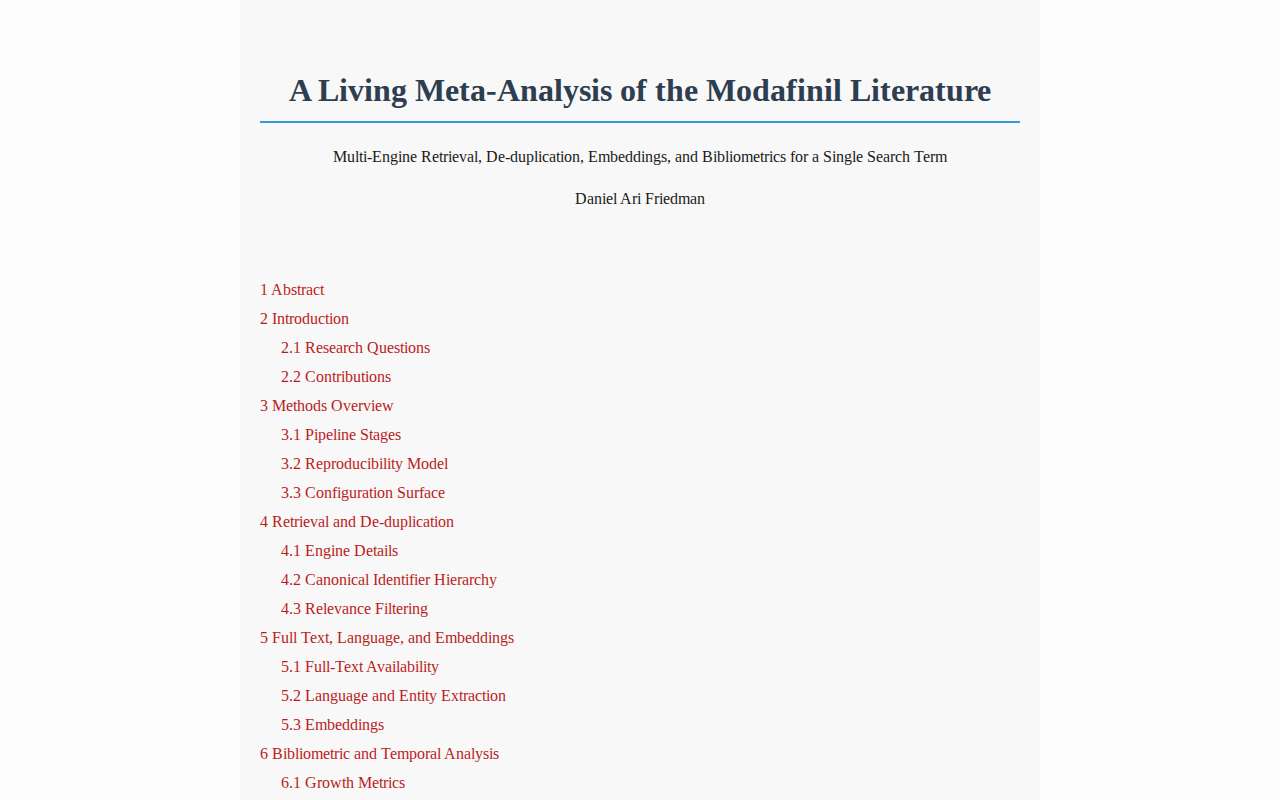 A Living Meta-Analysis of the Modafinil Literature
Multi-Engine Retrieval, De-duplication, Embeddings, and Bibliometrics for a Single Search Term
Daniel Ari Friedman
1 Abstract
2 Introduction
2.1 Research Questions
2.2 Contributions
3 Methods Overview
3.1 Pipeline Stages
3.2 Reproducibility Model
3.3 Configuration Surface
4 Retrieval and De-duplication
4.1 Engine Details
4.2 Canonical Identifier Hierarchy
4.3 Relevance Filtering
5 Full Text, Language, and Embeddings
5.1 Full-Text Availability
5.2 Language and Entity Extraction
5.3 Embeddings
6 Bibliometric and Temporal Analysis
6.1 Growth Metrics